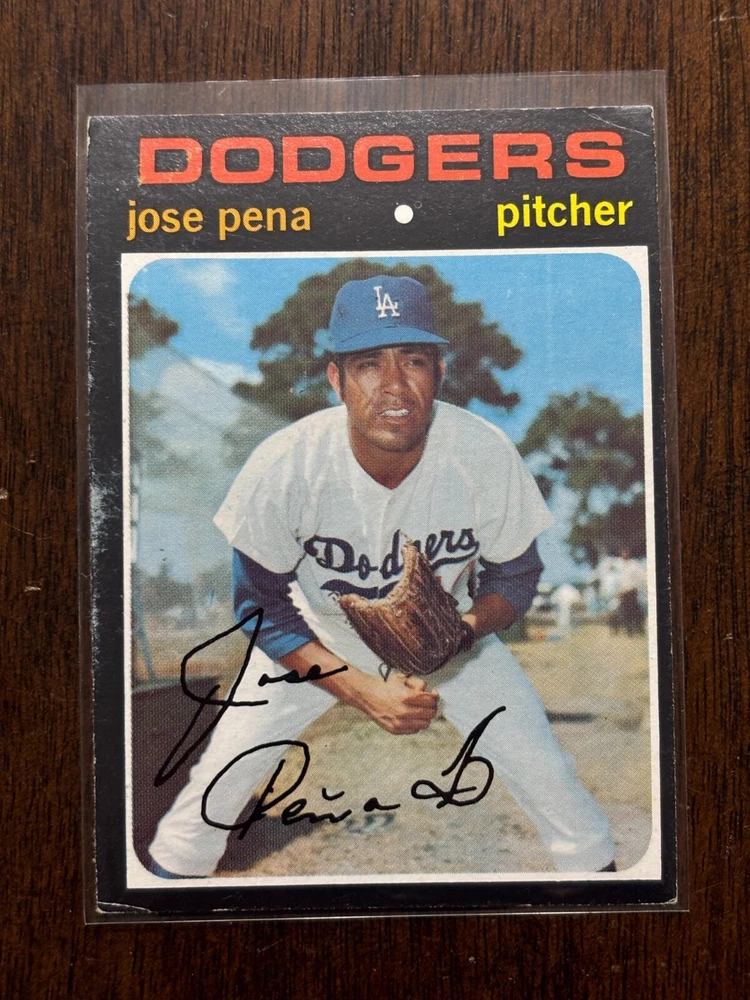 DODGERS
jose pena
pitcher
LA
Dodgers
Jose
Peña G